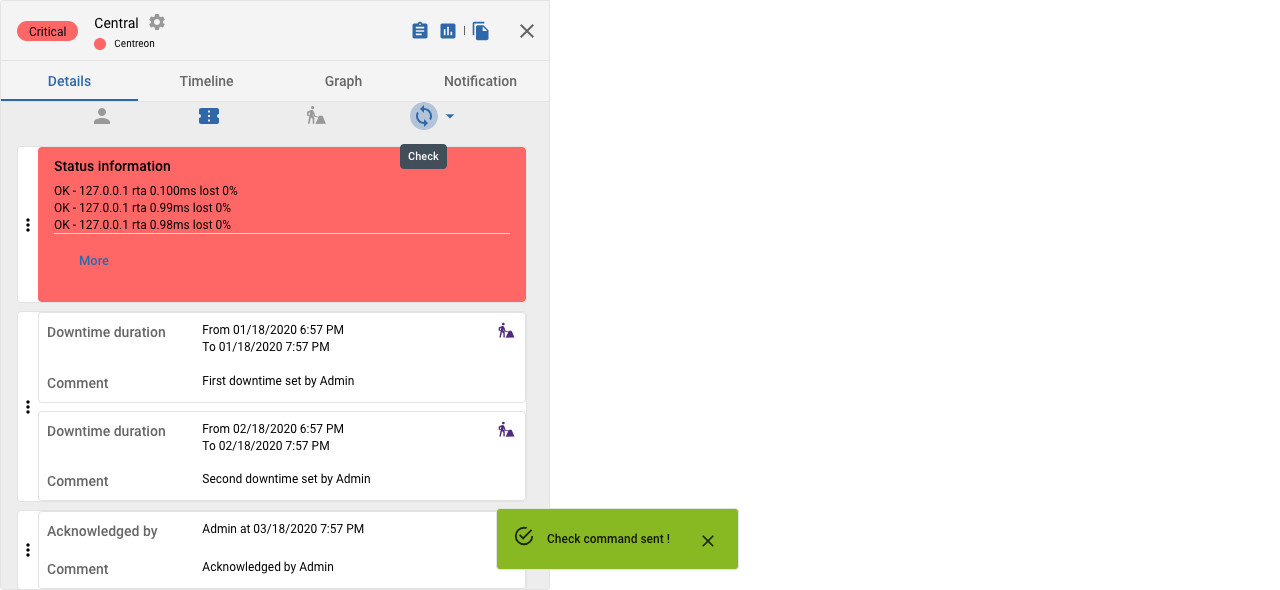 Critical
Central
Centreon
Details
Timeline
Graph
Notification
Check
Status information
OK - 127.0.0.1 rta 0.100ms lost 0%
OK - 127.0.0.1 rta 0.99ms lost 0%
OK - 127.0.0.1 rta 0.98ms lost 0%
More
Downtime duration
From 01/18/2020 6:57 PM
To 01/18/2020 7:57 PM
Comment
First downtime set by Admin
Downtime duration
From 02/18/2020 6:57 PM
To 02/18/2020 7:57 PM
Comment
Second downtime set by Admin
Acknowledged by
Admin at 03/18/2020 7:57 PM
Comment
Acknowledged by Admin
Check command sent !